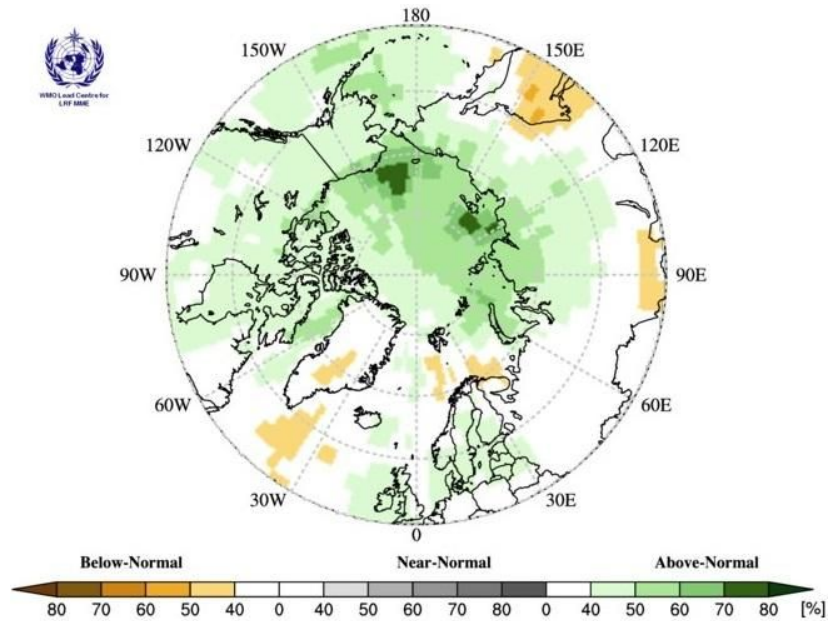 180
150W
150E
WMO Lead Centre for
LRF MME
120W
120E
90W
90E
60W
60E
30W
30E
0
Below-Normal
Near-Normal
Above-Normal
80 70 60 50 40 0 40 50 60 70 80 0 40 50 60 70 80 [%]